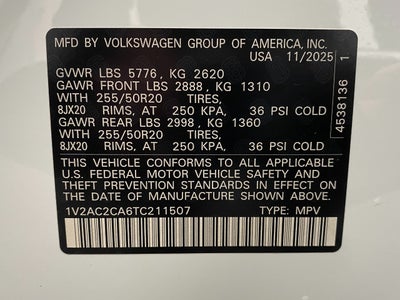 MFD BY VOLKSWAGEN GROUP OF AMERICA, INC.
USA 11/2025
GVWR LBS 5776, KG 2620
GAWR FRONT LBS 2888, KG 1310
WITH 255/50R20 TIRES,
8JX20 RIMS, AT 250 KPA, 36 PSI COLD
GAWR REAR LBS 2998, KG 1360
WITH 255/50R20 TIRES,
8JX20 RIMS, AT 250 KPA, 36 PSI COLD
THIS VEHICLE CONFORMS TO ALL APPLICABLE
U.S. FEDERAL MOTOR VEHICLE SAFETY AND
THEFT PREVENTION STANDARDS IN EFFECT ON
THE DATE OF MANUFACTURE SHOWN ABOVE.
1V2AC2CA6TC211507 TYPE: MPV
4538136 1